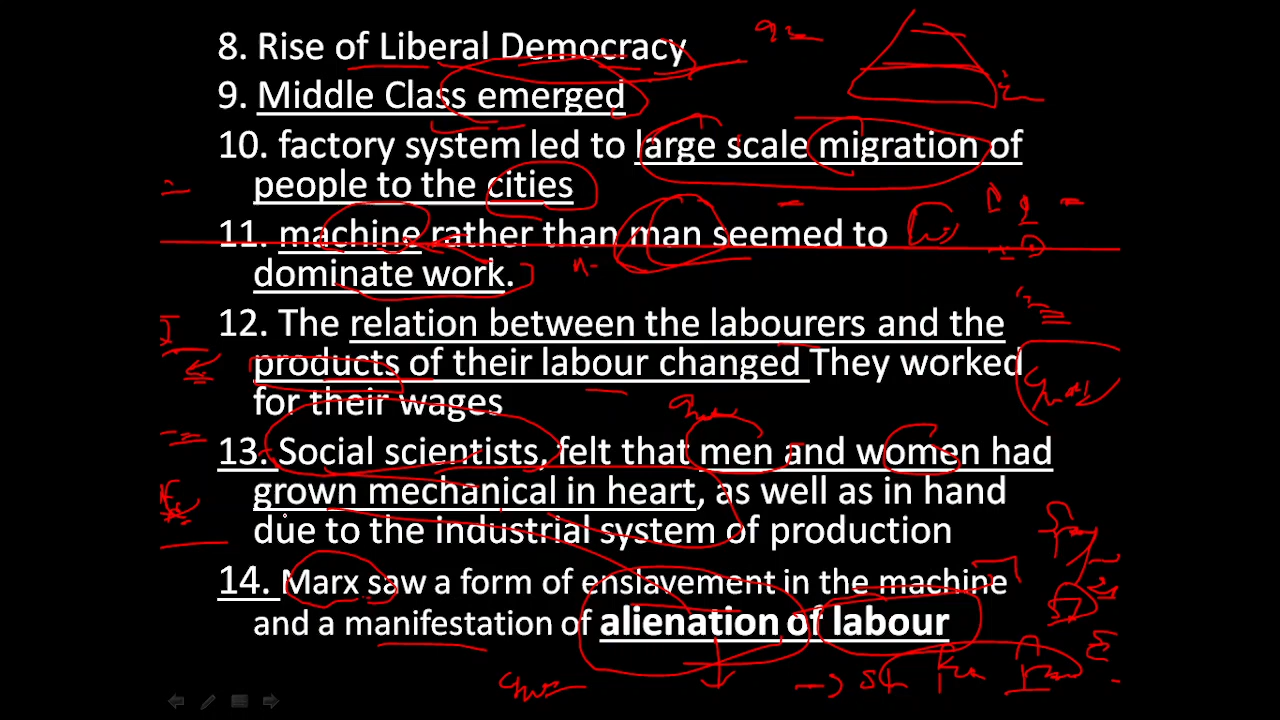 8. Rise of Liberal Democracy
9. Middle Class emerged
10. factory system led to large scale migration of
people to the cities
11. machine rather than man seemed to
dominate work.
12. The relation between the labourers and the
products of their labour changed They worked
for their wages
13. Social scientists, felt that men and women had
grown mechanical in heart, as well as in hand
due to the industrial system of production
14. Marx saw a form of enslavement in the machine
and a manifestation of alienation of labour